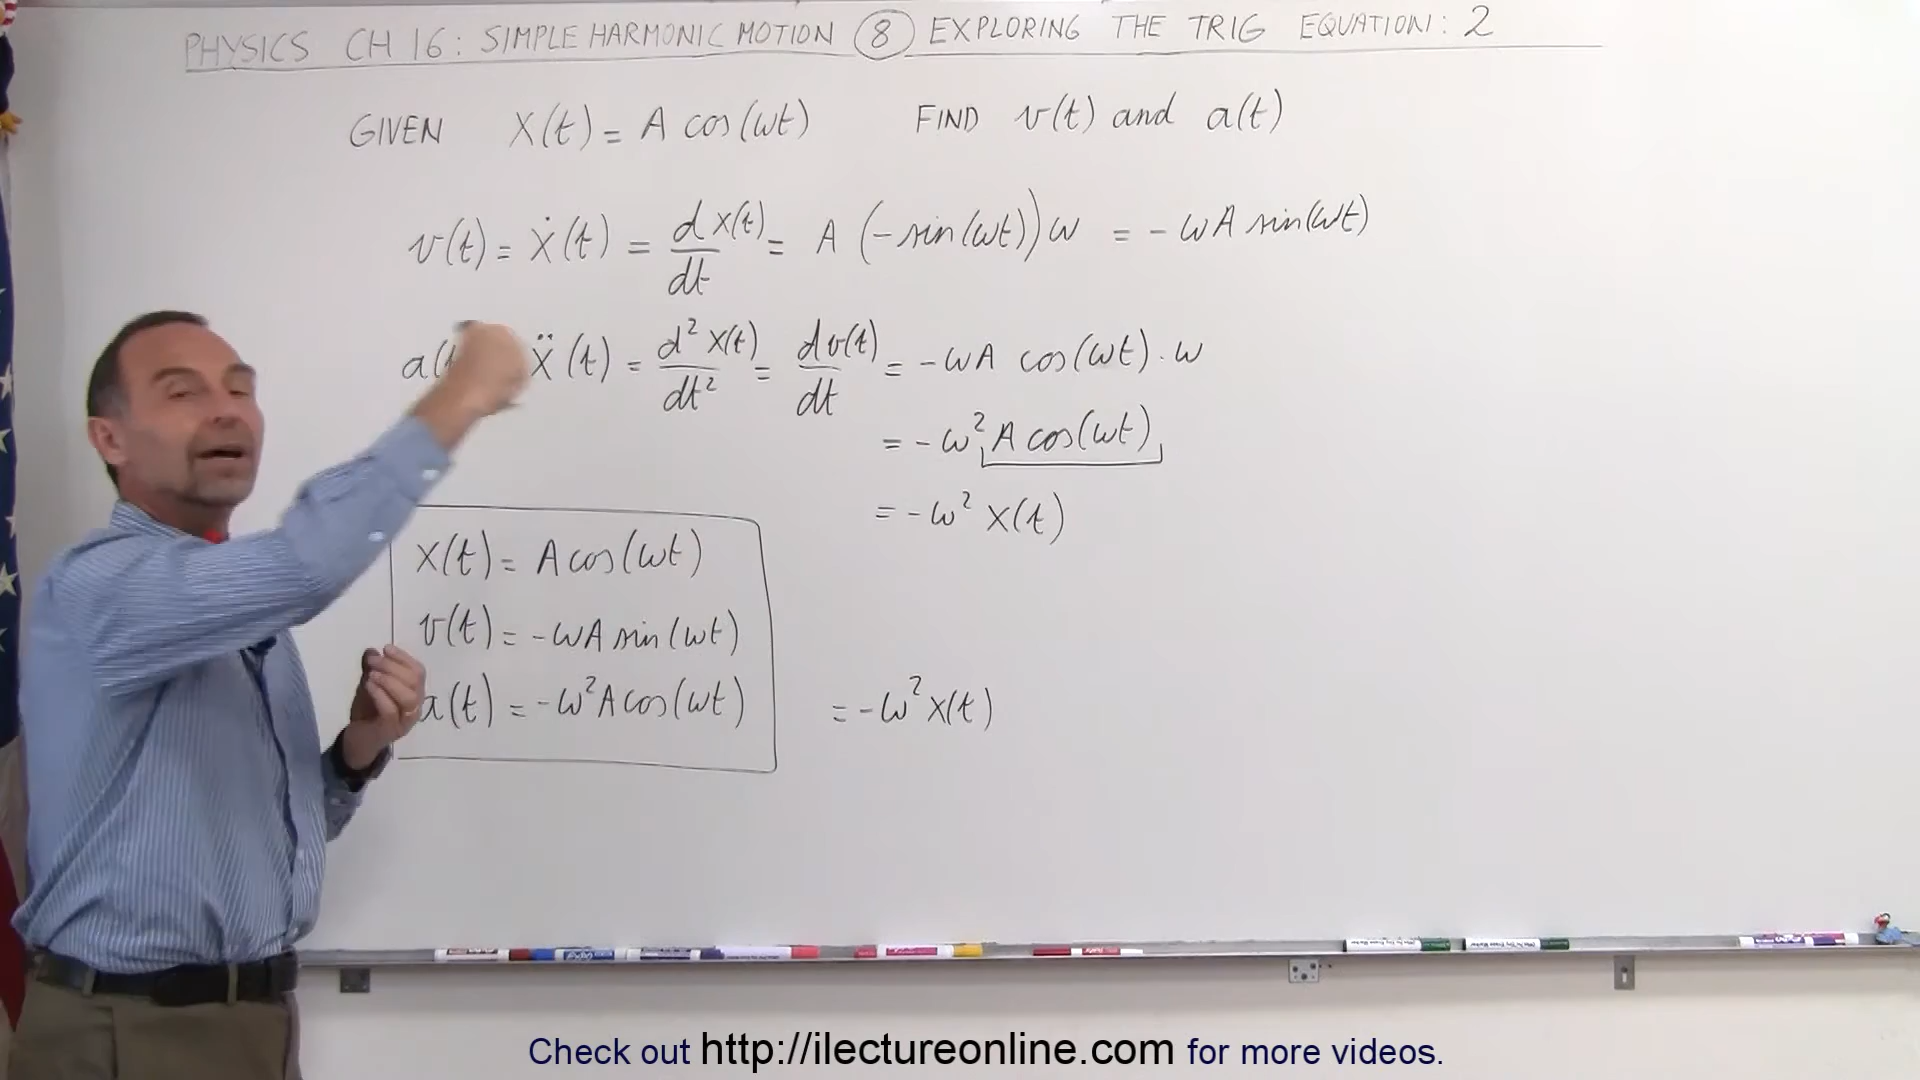 PHYSICS CH 16: SIMPLE HARMONIC MOTION ⑧ EXPLORING THE TRIG EQUATION: 2
GIVEN X(t) = A cos(ωt) FIND v(t) and a(t)
v(t) = Ẋ(t) = dx(t)/dt = A (-sin(ωt)) ω = -ωA sin(ωt)
a(t Ẍ(t) = d²x(t)/dt² = dv(t)/dt = -ωA cos(ωt)·ω
= -ω² A cos(ωt)
= -ω² X(t)
X(t) = A cos(ωt)
v(t) = -ωA sin(ωt)
a(t) = -ω²A cos(ωt) = -ω² X(t)
Check out http://ilectureonline.com for more videos.